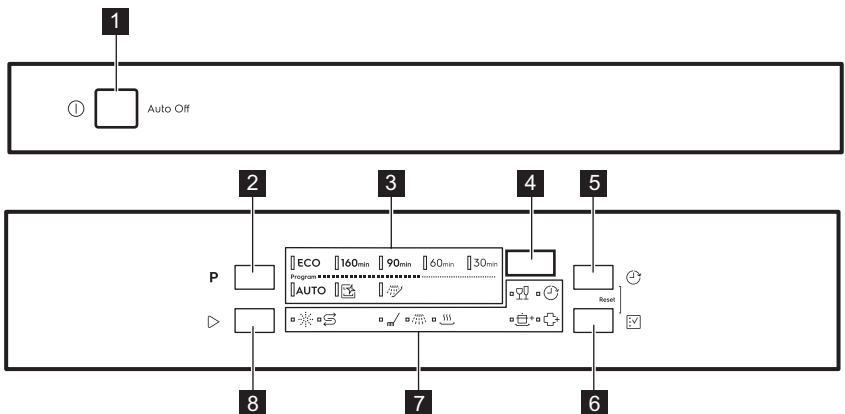 1
Auto Off
2 3 4 5
P
ECO 160min 90min 60min 30min
Program
AUTO
Reset
8 7 6